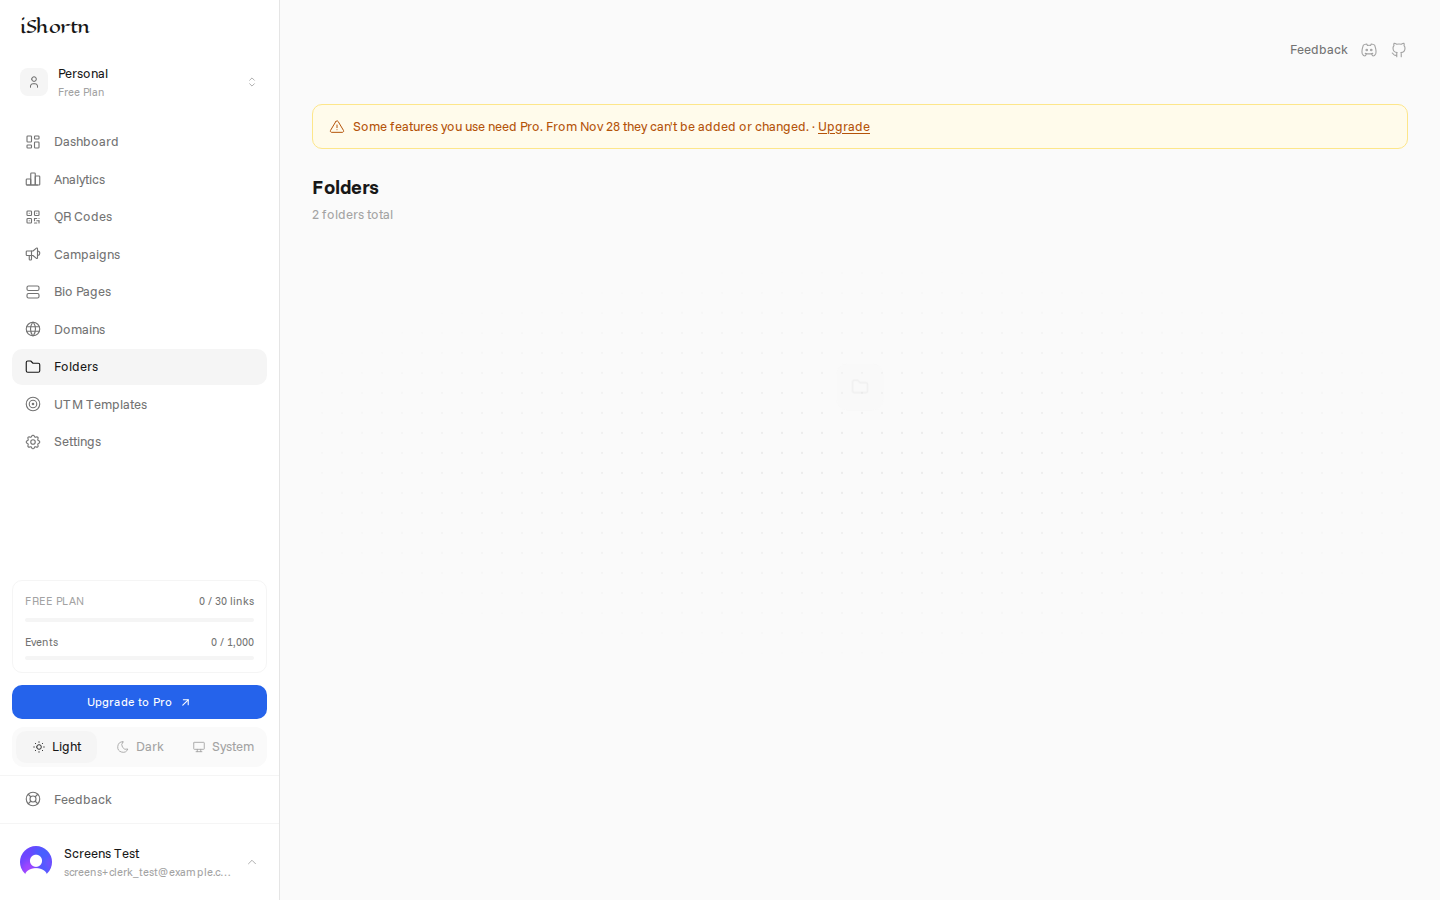 iShortn
Personal
Free Plan
Dashboard
Analytics
QR Codes
Campaigns
Bio Pages
Domains
Folders
UTM Templates
Settings
FREE PLAN 0 / 30 links
Events 0 / 1,000
Upgrade to Pro
Light Dark System
Feedback
Screens Test
screens+clerk_test@example.c...
Feedback
Some features you use need Pro. From Nov 28 they can't be added or changed. · Upgrade
Folders
2 folders total